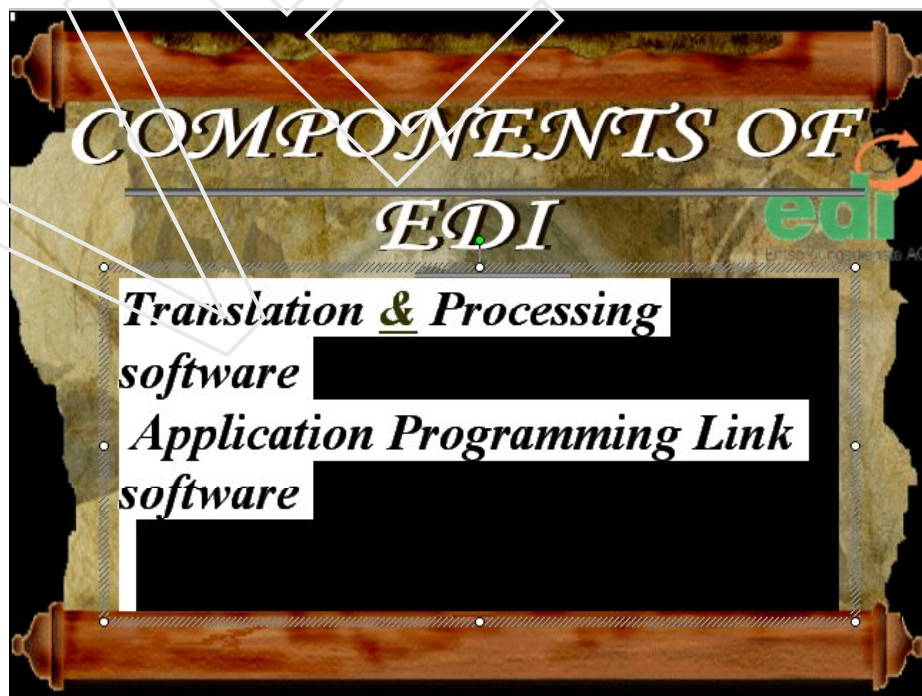 COMPONENTS OF
EDI
edi
Translation & Processing
software
Application Programming Link
software